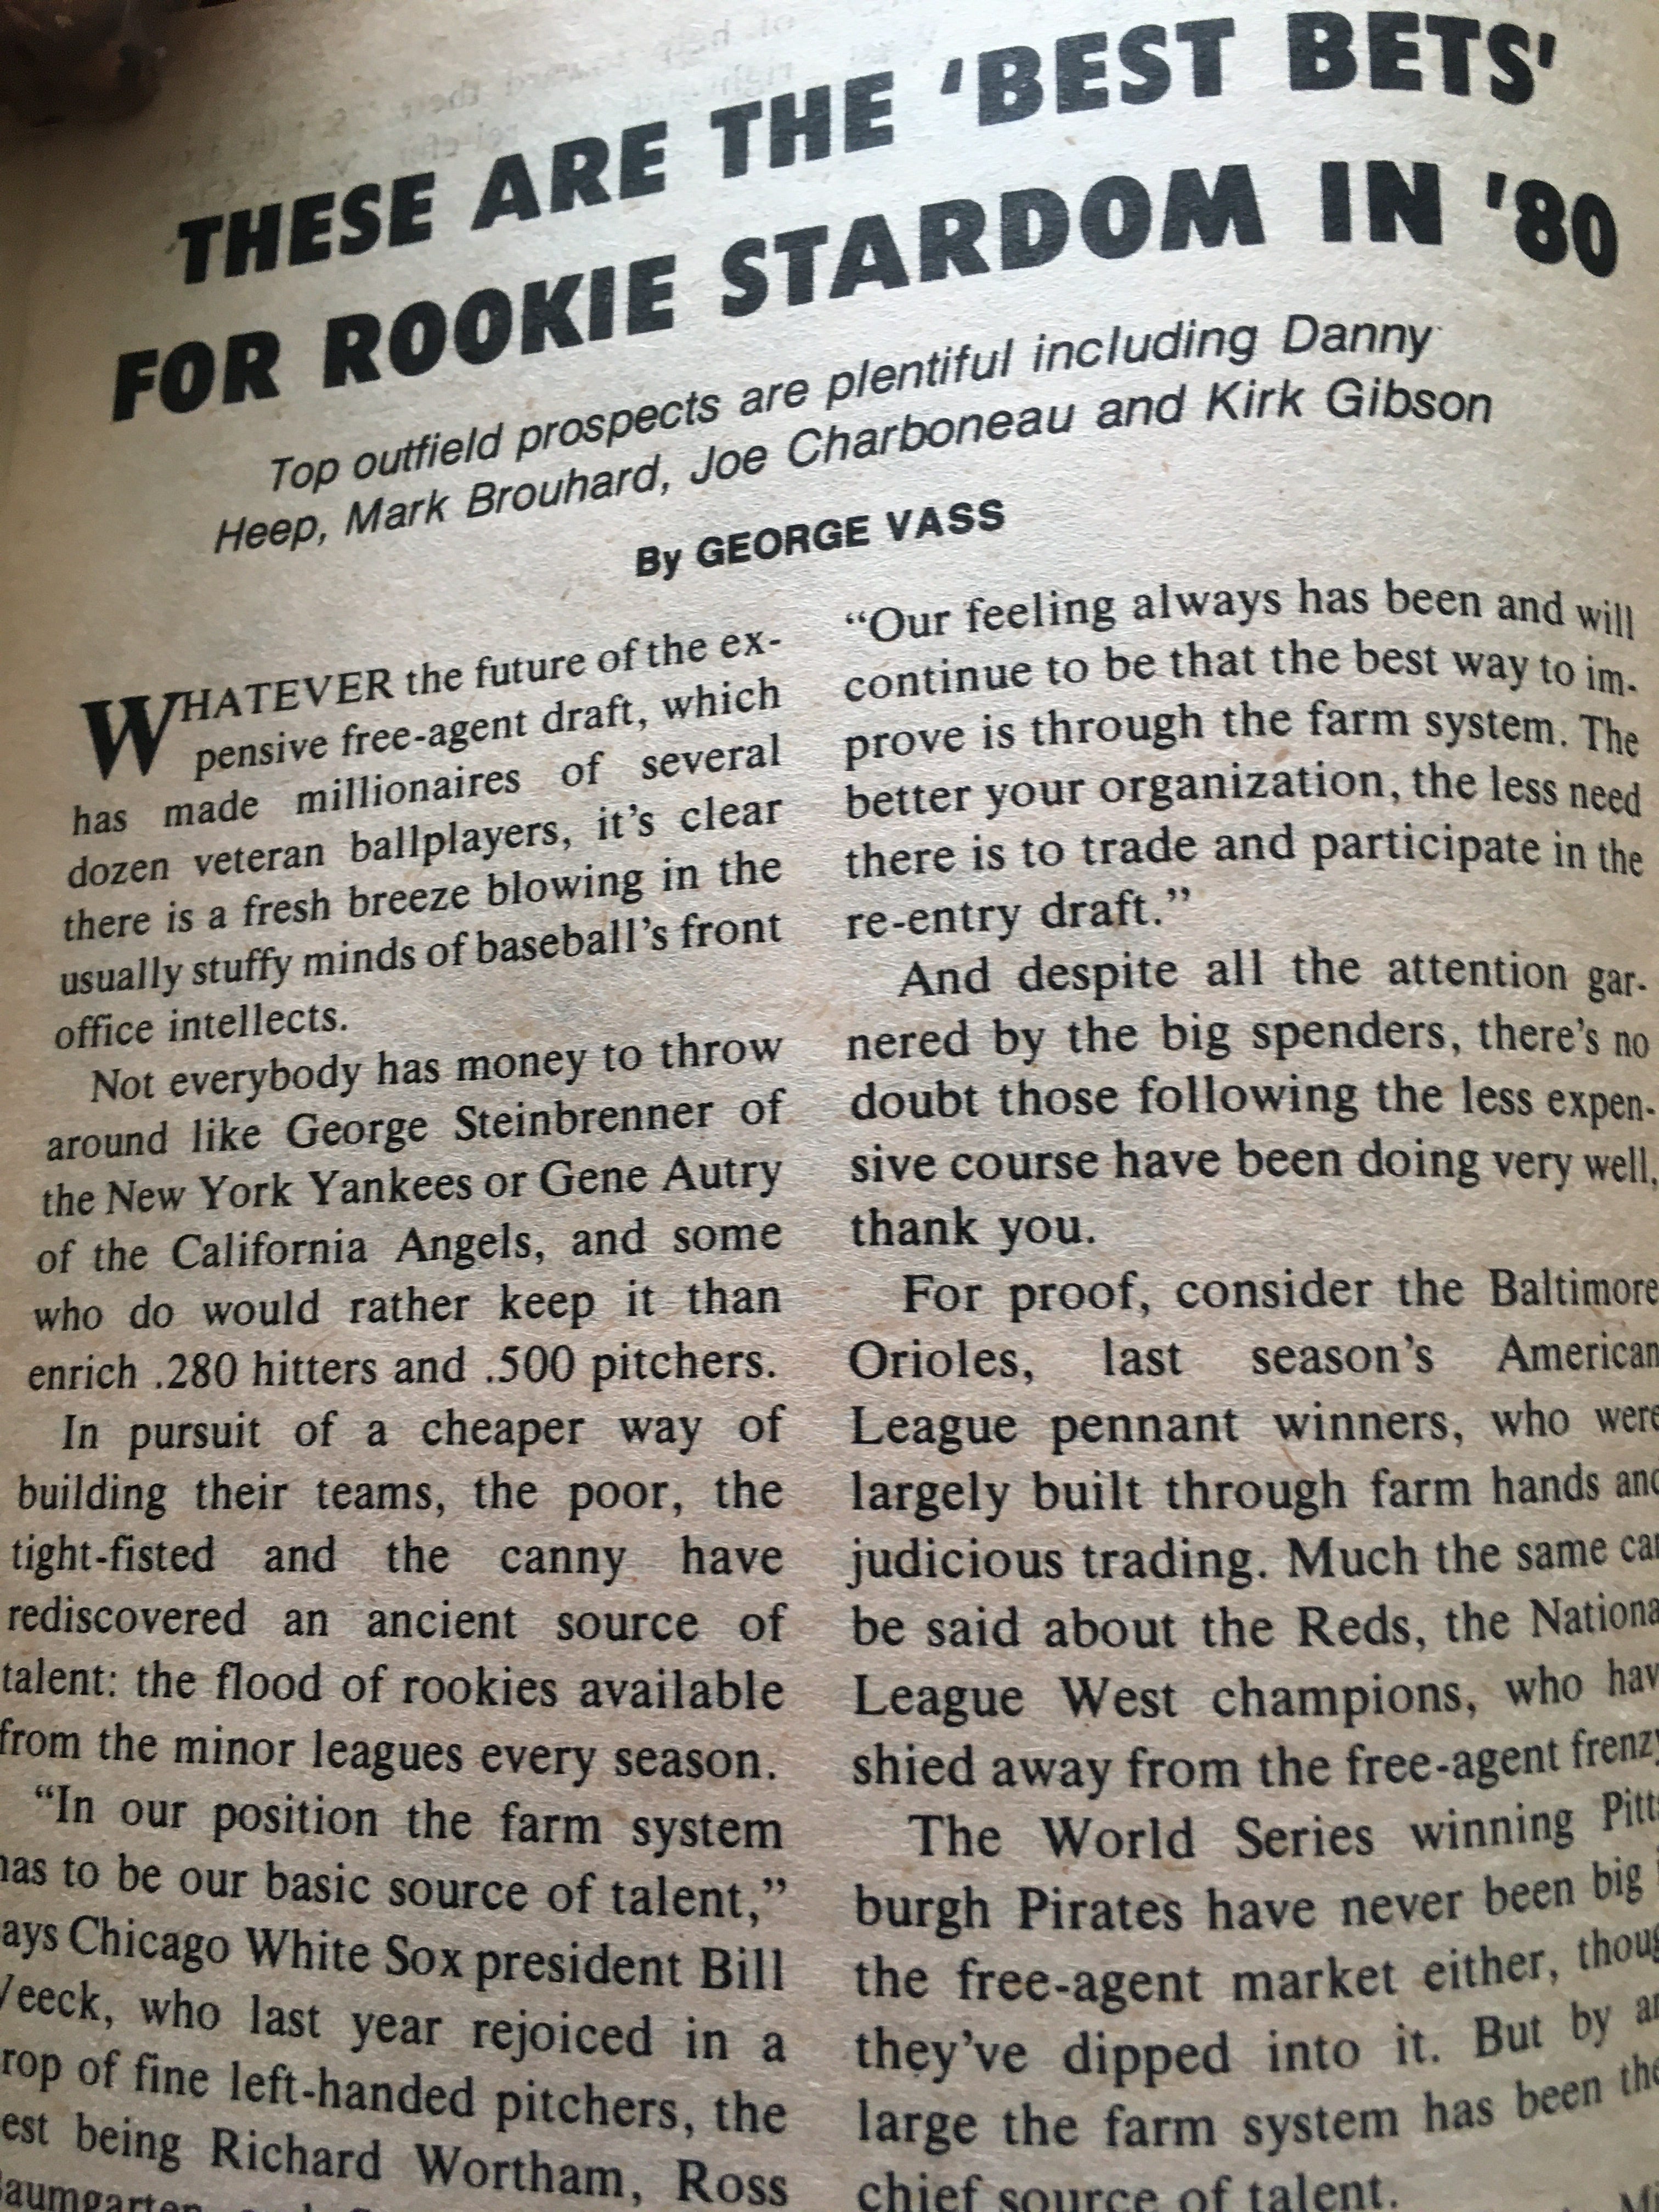 THESE ARE THE 'BEST BETS'
FOR ROOKIE STARDOM IN '80
Top outfield prospects are plentiful including Danny
Heep, Mark Brouhard, Joe Charboneau and Kirk Gibson
By GEORGE VASS
WHATEVER the future of the ex-
pensive free-agent draft, which
has made millionaires of several
dozen veteran ballplayers, it's clear
there is a fresh breeze blowing in the
usually stuffy minds of baseball's front
office intellects.
Not everybody has money to throw
around like George Steinbrenner of
the New York Yankees or Gene Autry
of the California Angels, and some
who do would rather keep it than
enrich .280 hitters and .500 pitchers.
In pursuit of a cheaper way of
building their teams, the poor, the
tight-fisted and the canny have
rediscovered an ancient source of
talent: the flood of rookies available
from the minor leagues every season.
"In our position the farm system
has to be our basic source of talent,"
ays Chicago White Sox president Bill
eeck, who last year rejoiced in a
rop of fine left-handed pitchers, the
est being Richard Wortham, Ross
Baumgarten
"Our feeling always has been and will
continue to be that the best way to im-
prove is through the farm system. The
better your organization, the less need
there is to trade and participate in the
re-entry draft."
And despite all the attention gar-
nered by the big spenders, there's no
doubt those following the less expen-
sive course have been doing very well,
thank you.
For proof, consider the Baltimore
Orioles, last season's American
League pennant winners, who were
largely built through farm hands and
judicious trading. Much the same can
be said about the Reds, the Nationa
League West champions, who hav
shied away from the free-agent frenzy
The World Series winning Pitts
burgh Pirates have never been big
the free-agent market either, thoug
they've dipped into it. But by a
large the farm system has been the
chief source of talent.